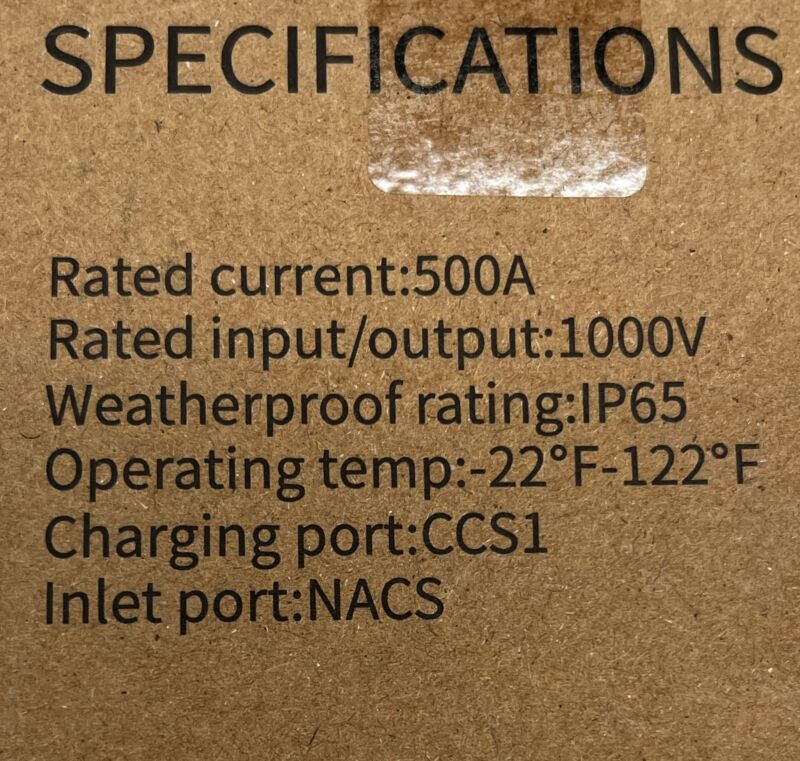 SPECIFICATIONS
Rated current:500A
Rated input/output:1000V
Weatherproof rating:IP65
Operating temp:-22°F-122°F
Charging port:CCS1
Inlet port:NACS